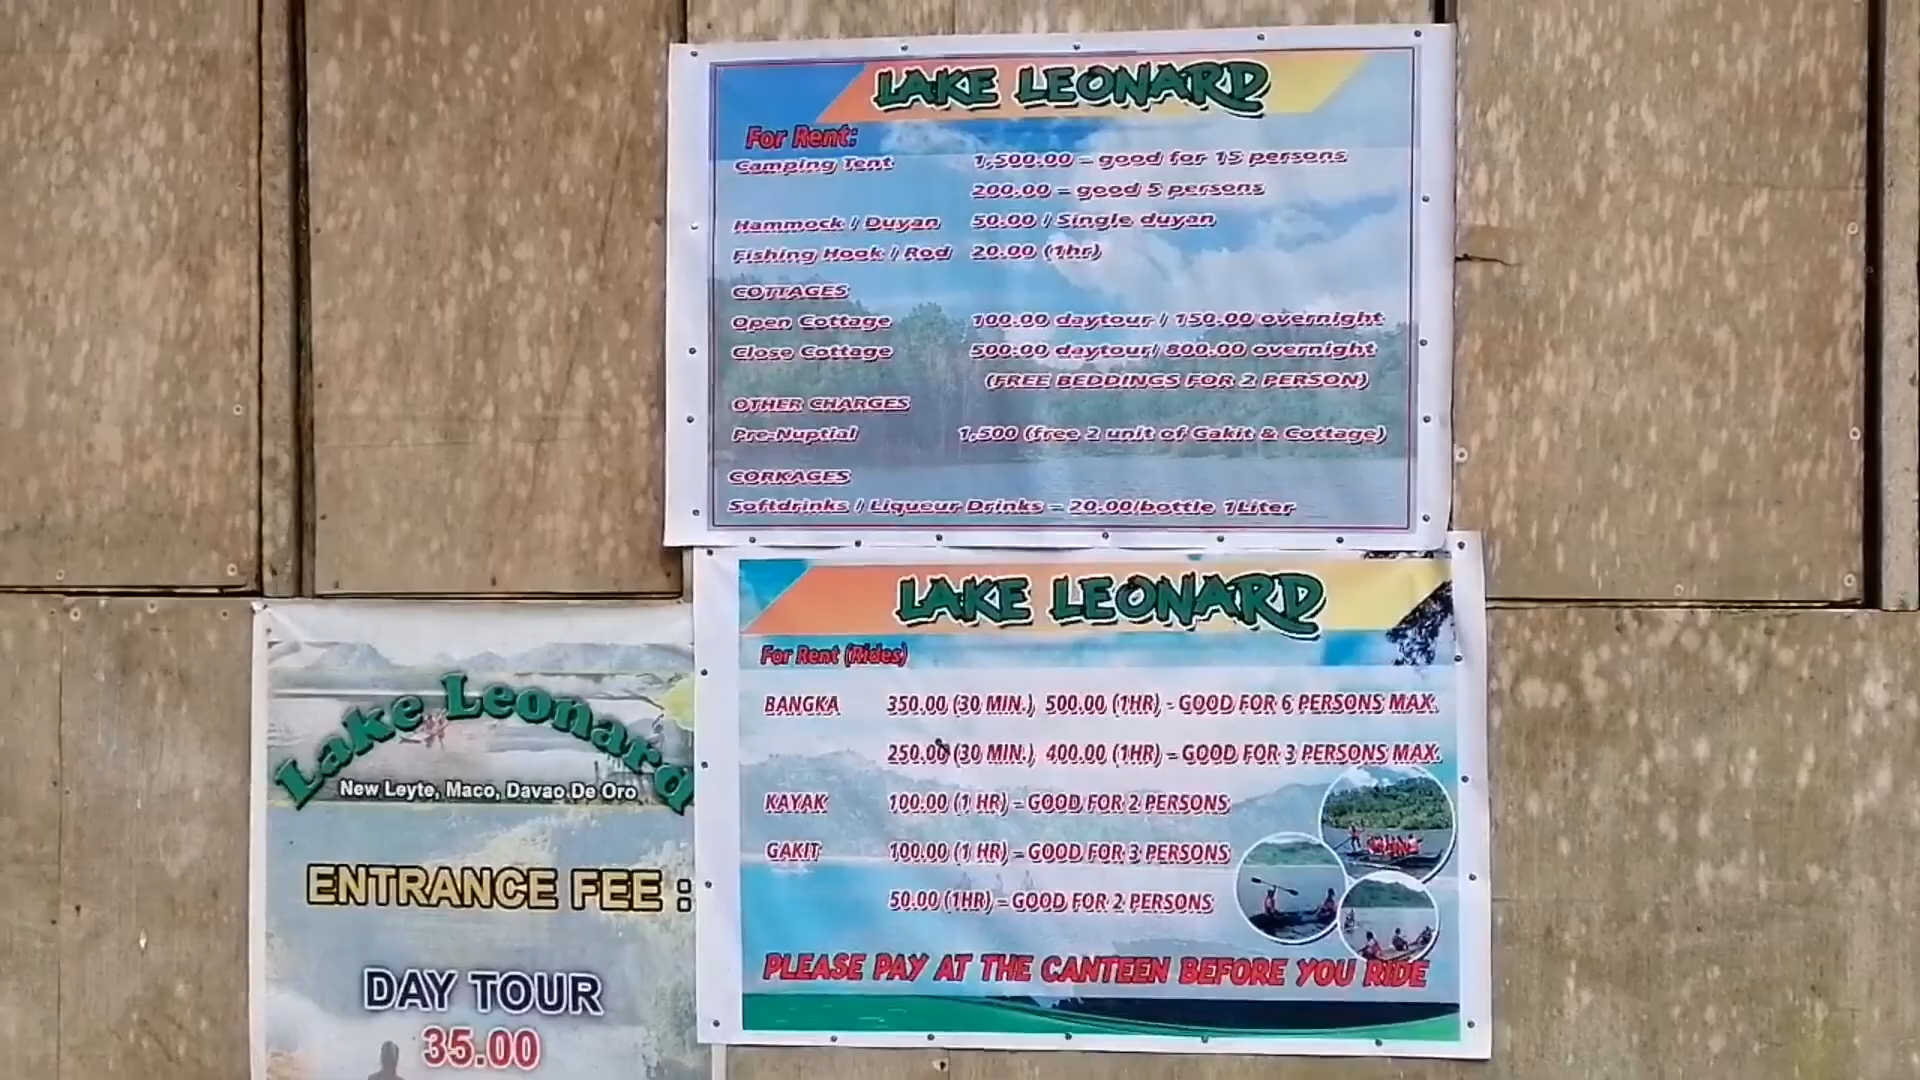 LAKE LEONARD
For Rent:
Camping Tent 1,500.00 – good for 15 persons
200.00 – good 5 persons
Hammock / Duyan 50.00 / Single duyan
Fishing Hook / Rod 20.00 (1hr)
COTTAGES
Open Cottage 100.00 daytour / 150.00 overnight
Close Cottage 500.00 daytour/ 800.00 overnight
(FREE BEDDINGS FOR 2 PERSON)
OTHER CHARGES
Pre-Nuptial 1,500 (free 2 unit of Gakit & Cottage)
CORKAGES
Softdrinks / Liqueur Drinks – 20.00/bottle 1Liter
LAKE LEONARD
For Rent (Rides)
BANGKA 350.00 (30 MIN.) 500.00 (1HR) - GOOD FOR 6 PERSONS MAX.
250.00 (30 MIN.) 400.00 (1HR) – GOOD FOR 3 PERSONS MAX.
KAYAK 100.00 (1 HR) – GOOD FOR 2 PERSONS
GAKIT 100.00 (1 HR) – GOOD FOR 3 PERSONS
50.00 (1HR) – GOOD FOR 2 PERSONS
PLEASE PAY AT THE CANTEEN BEFORE YOU RIDE
Lake Leonard
New Leyte, Maco, Davao De Oro
ENTRANCE FEE :
DAY TOUR
35.00